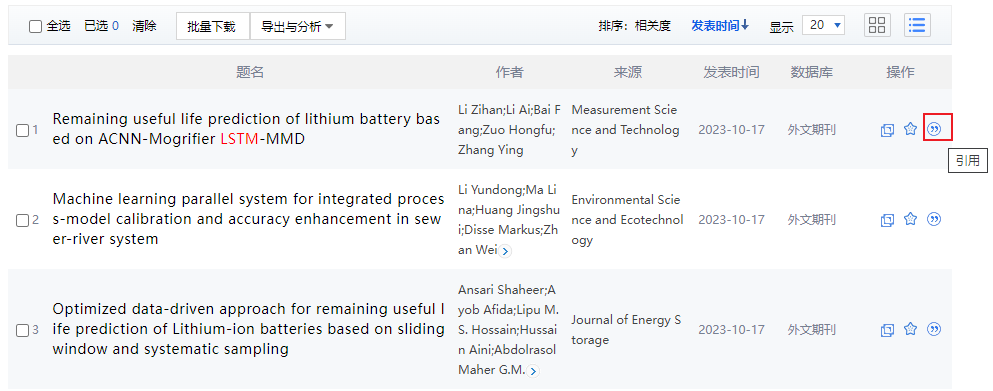 全选 已选 0 清除 批量下载 导出与分析 排序：相关度 发表时间↓ 显示 20
题名 作者 来源 发表时间 数据库 操作
1
Remaining useful life prediction of lithium battery bas
ed on ACNN-Mogrifier LSTM-MMD
Li Zihan;Li Ai;Bai F
ang;Zuo Hongfu;
Zhang Ying
Measurement Scie
nce and Technolog
y
2023-10-17
外文期刊
引用
2
Machine learning parallel system for integrated proces
s-model calibration and accuracy enhancement in sew
er-river system
Li Yundong;Ma Li
na;Huang Jingshu
i;Disse Markus;Zh
an Wei
Environmental Scie
nce and Ecotechnol
ogy
2023-10-17
外文期刊
3
Optimized data-driven approach for remaining useful l
ife prediction of Lithium-ion batteries based on sliding
window and systematic sampling
Ansari Shaheer;A
yob Afida;Lipu M.
S. Hossain;Hussai
n Aini;Abdolrasol
Maher G.M.
Journal of Energy S
torage
2023-10-17
外文期刊